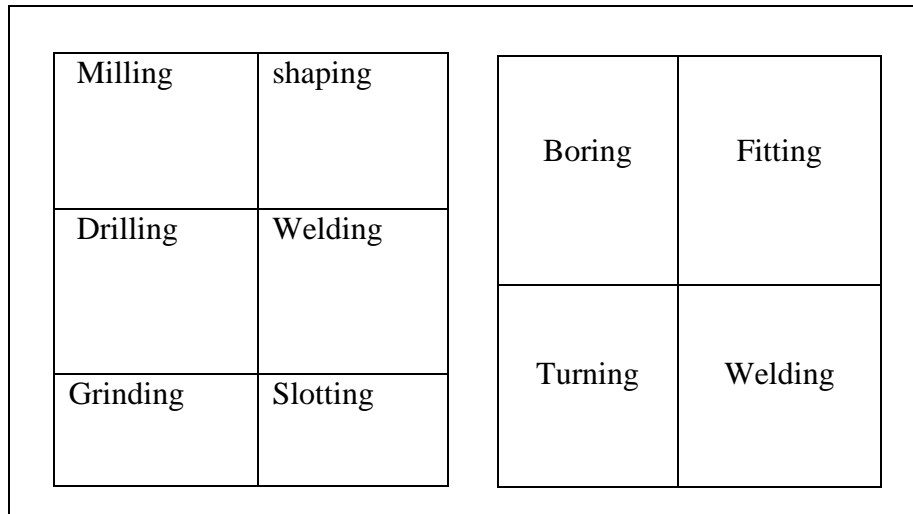 Milling shaping
Boring Fitting
Drilling Welding
Turning Welding
Grinding Slotting